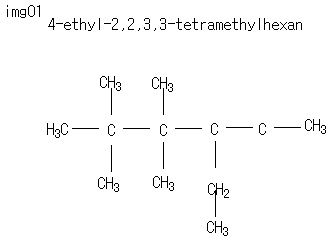 img01
4-ethyl-2,2,3,3-tetramethylhexan
CH3 CH3
H3C C C C C CH3
CH3 CH3 CH2
CH3